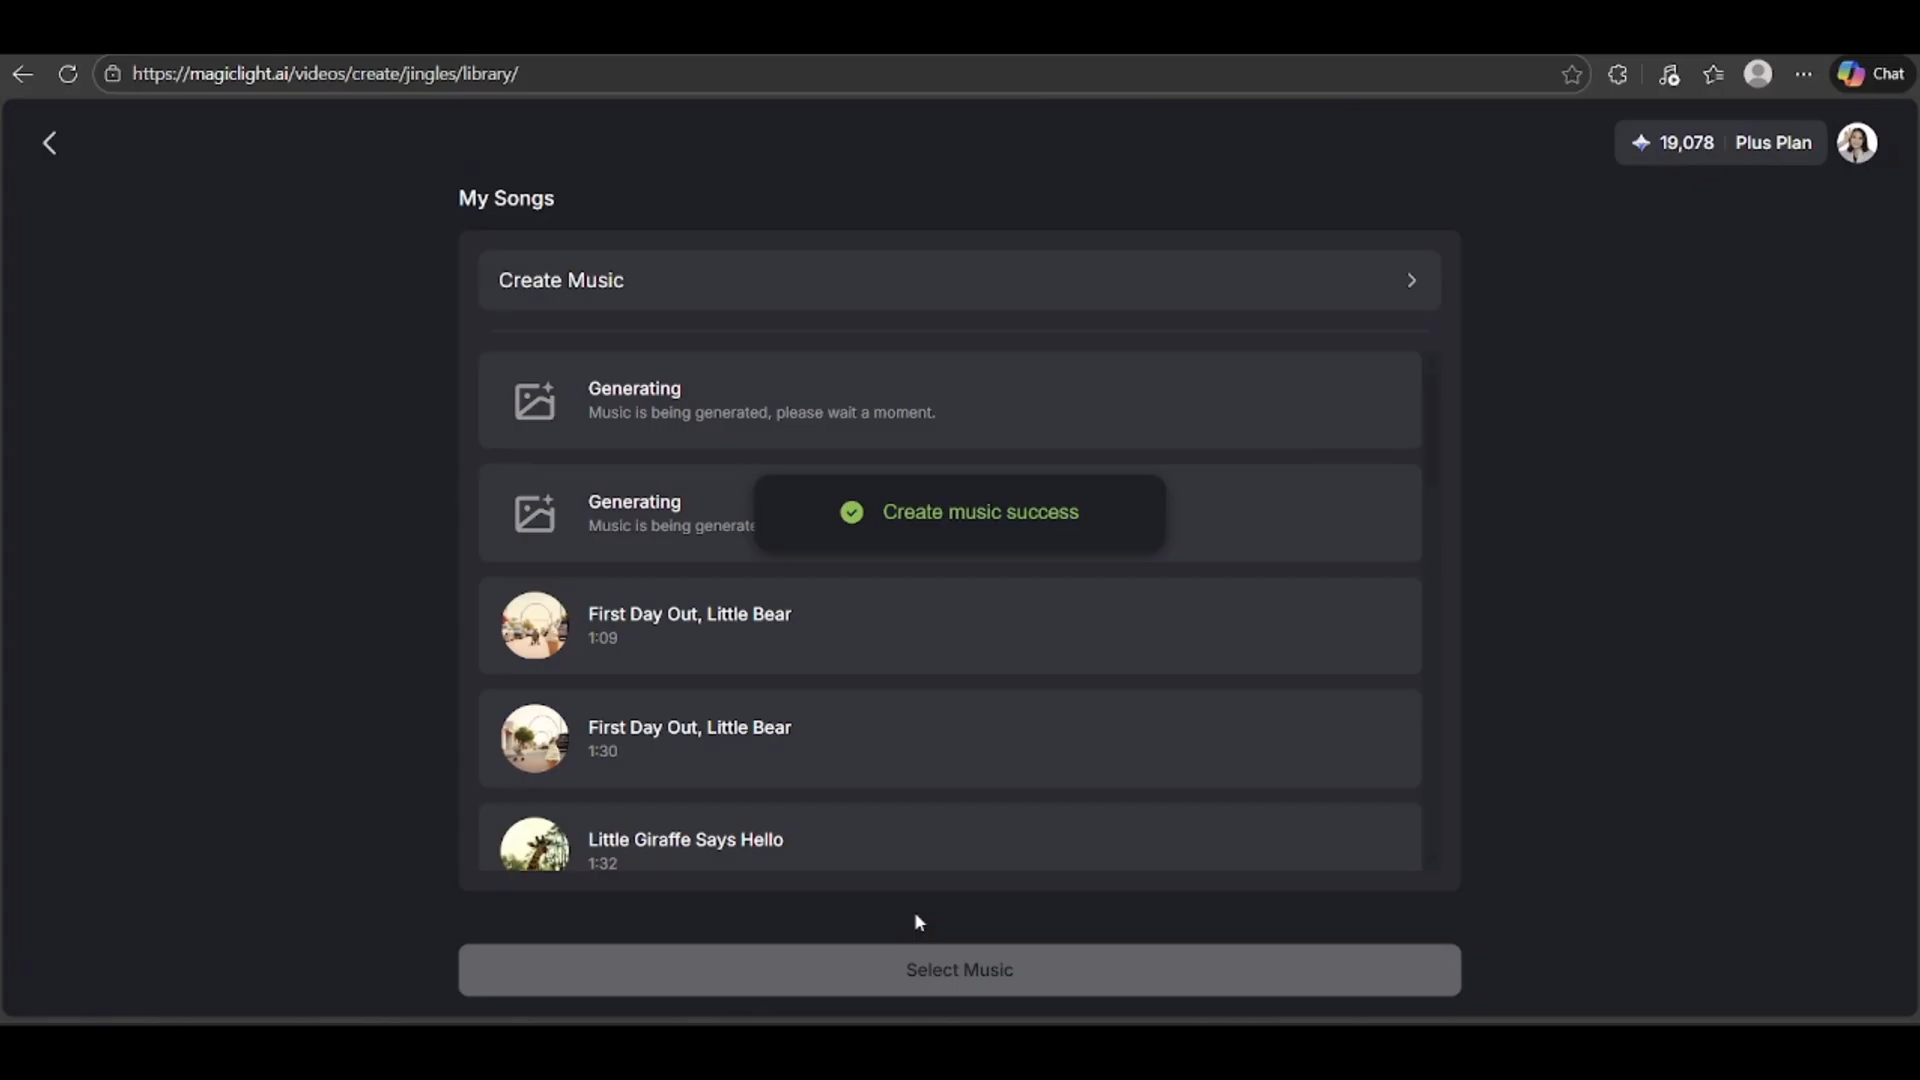 https://magiclight.ai/videos/create/jingles/library/
Chat
19,078 Plus Plan
My Songs
Create Music
Generating
Music is being generated, please wait a moment.
Generating
Music is being generate
Create music success
First Day Out, Little Bear
1:09
First Day Out, Little Bear
1:30
Little Giraffe Says Hello
1:32
Select Music